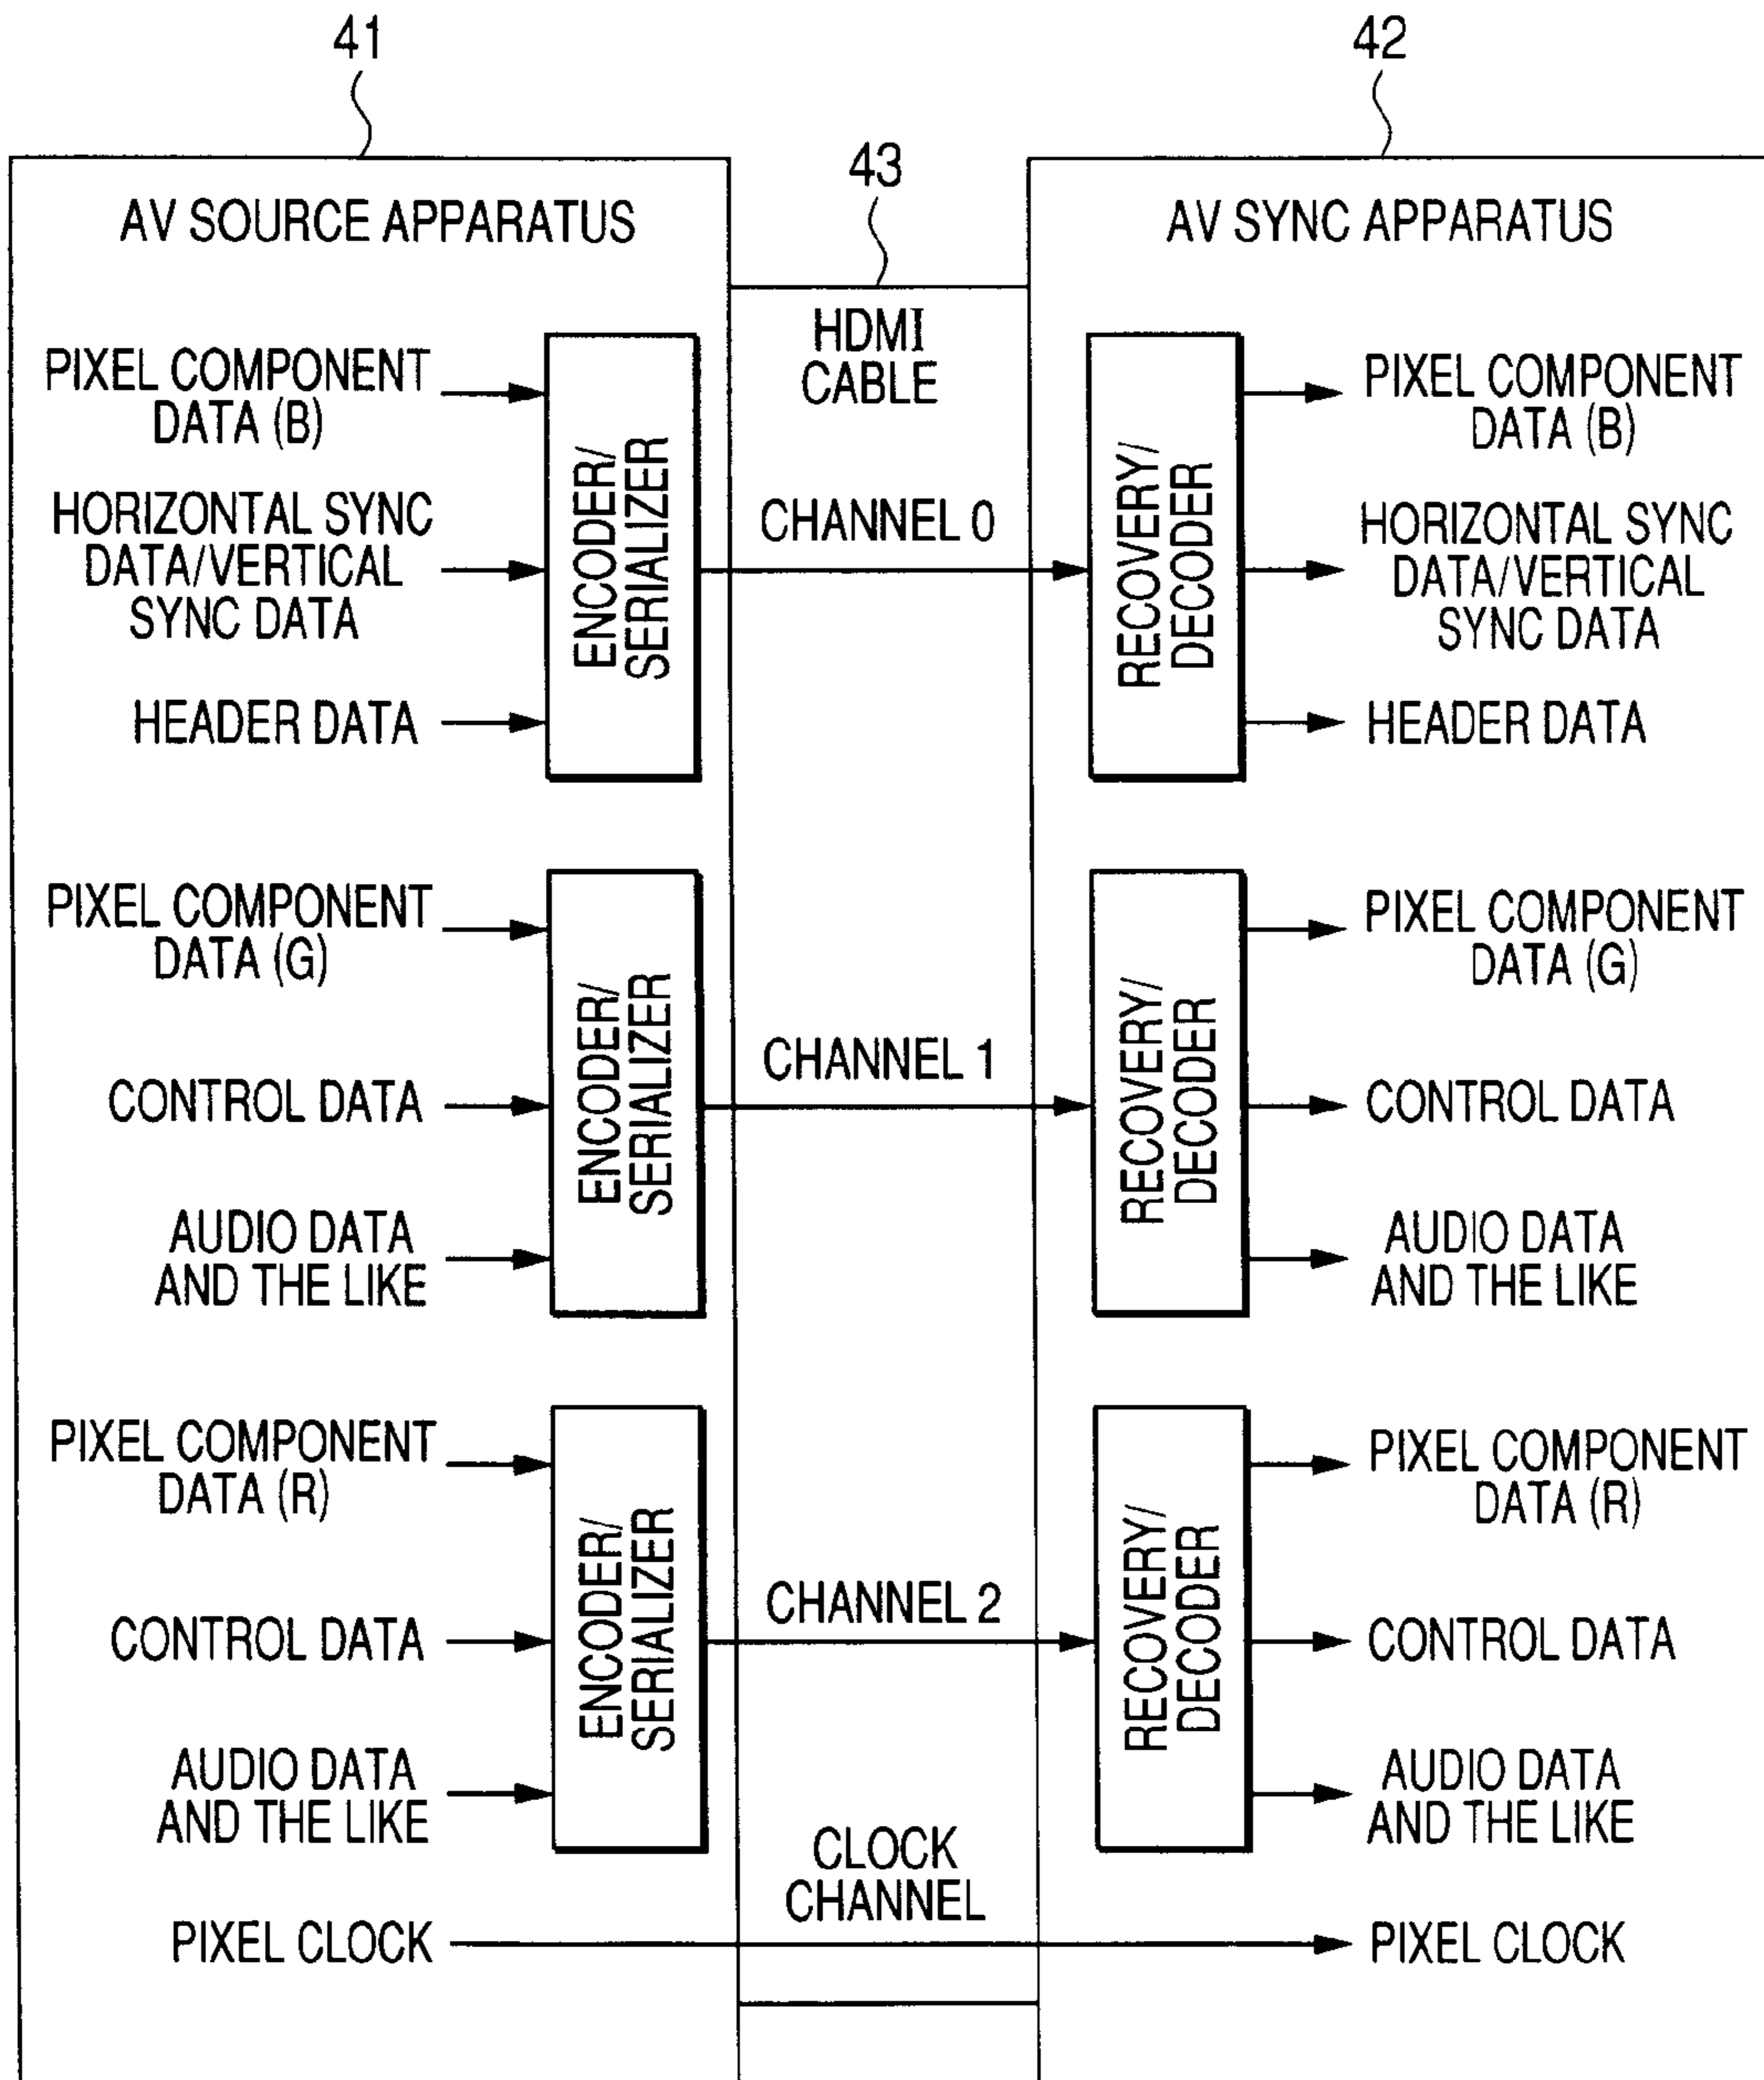 41
42
43
AV SOURCE APPARATUS
AV SYNC APPARATUS
HDMI
CABLE
PIXEL COMPONENT
DATA (B)
HORIZONTAL SYNC
DATA/VERTICAL
SYNC DATA
HEADER DATA
ENCODER/
SERIALIZER
CHANNEL 0
RECOVERY/
DECODER
PIXEL COMPONENT
DATA (B)
HORIZONTAL SYNC
DATA/VERTICAL
SYNC DATA
HEADER DATA
PIXEL COMPONENT
DATA (G)
CONTROL DATA
AUDIO DATA
AND THE LIKE
ENCODER/
SERIALIZER
CHANNEL 1
RECOVERY/
DECODER
PIXEL COMPONENT
DATA (G)
CONTROL DATA
AUDIO DATA
AND THE LIKE
PIXEL COMPONENT
DATA (R)
CONTROL DATA
AUDIO DATA
AND THE LIKE
ENCODER/
SERIALIZER
CHANNEL 2
RECOVERY/
DECODER
PIXEL COMPONENT
DATA (R)
CONTROL DATA
AUDIO DATA
AND THE LIKE
CLOCK
CHANNEL
PIXEL CLOCK
PIXEL CLOCK